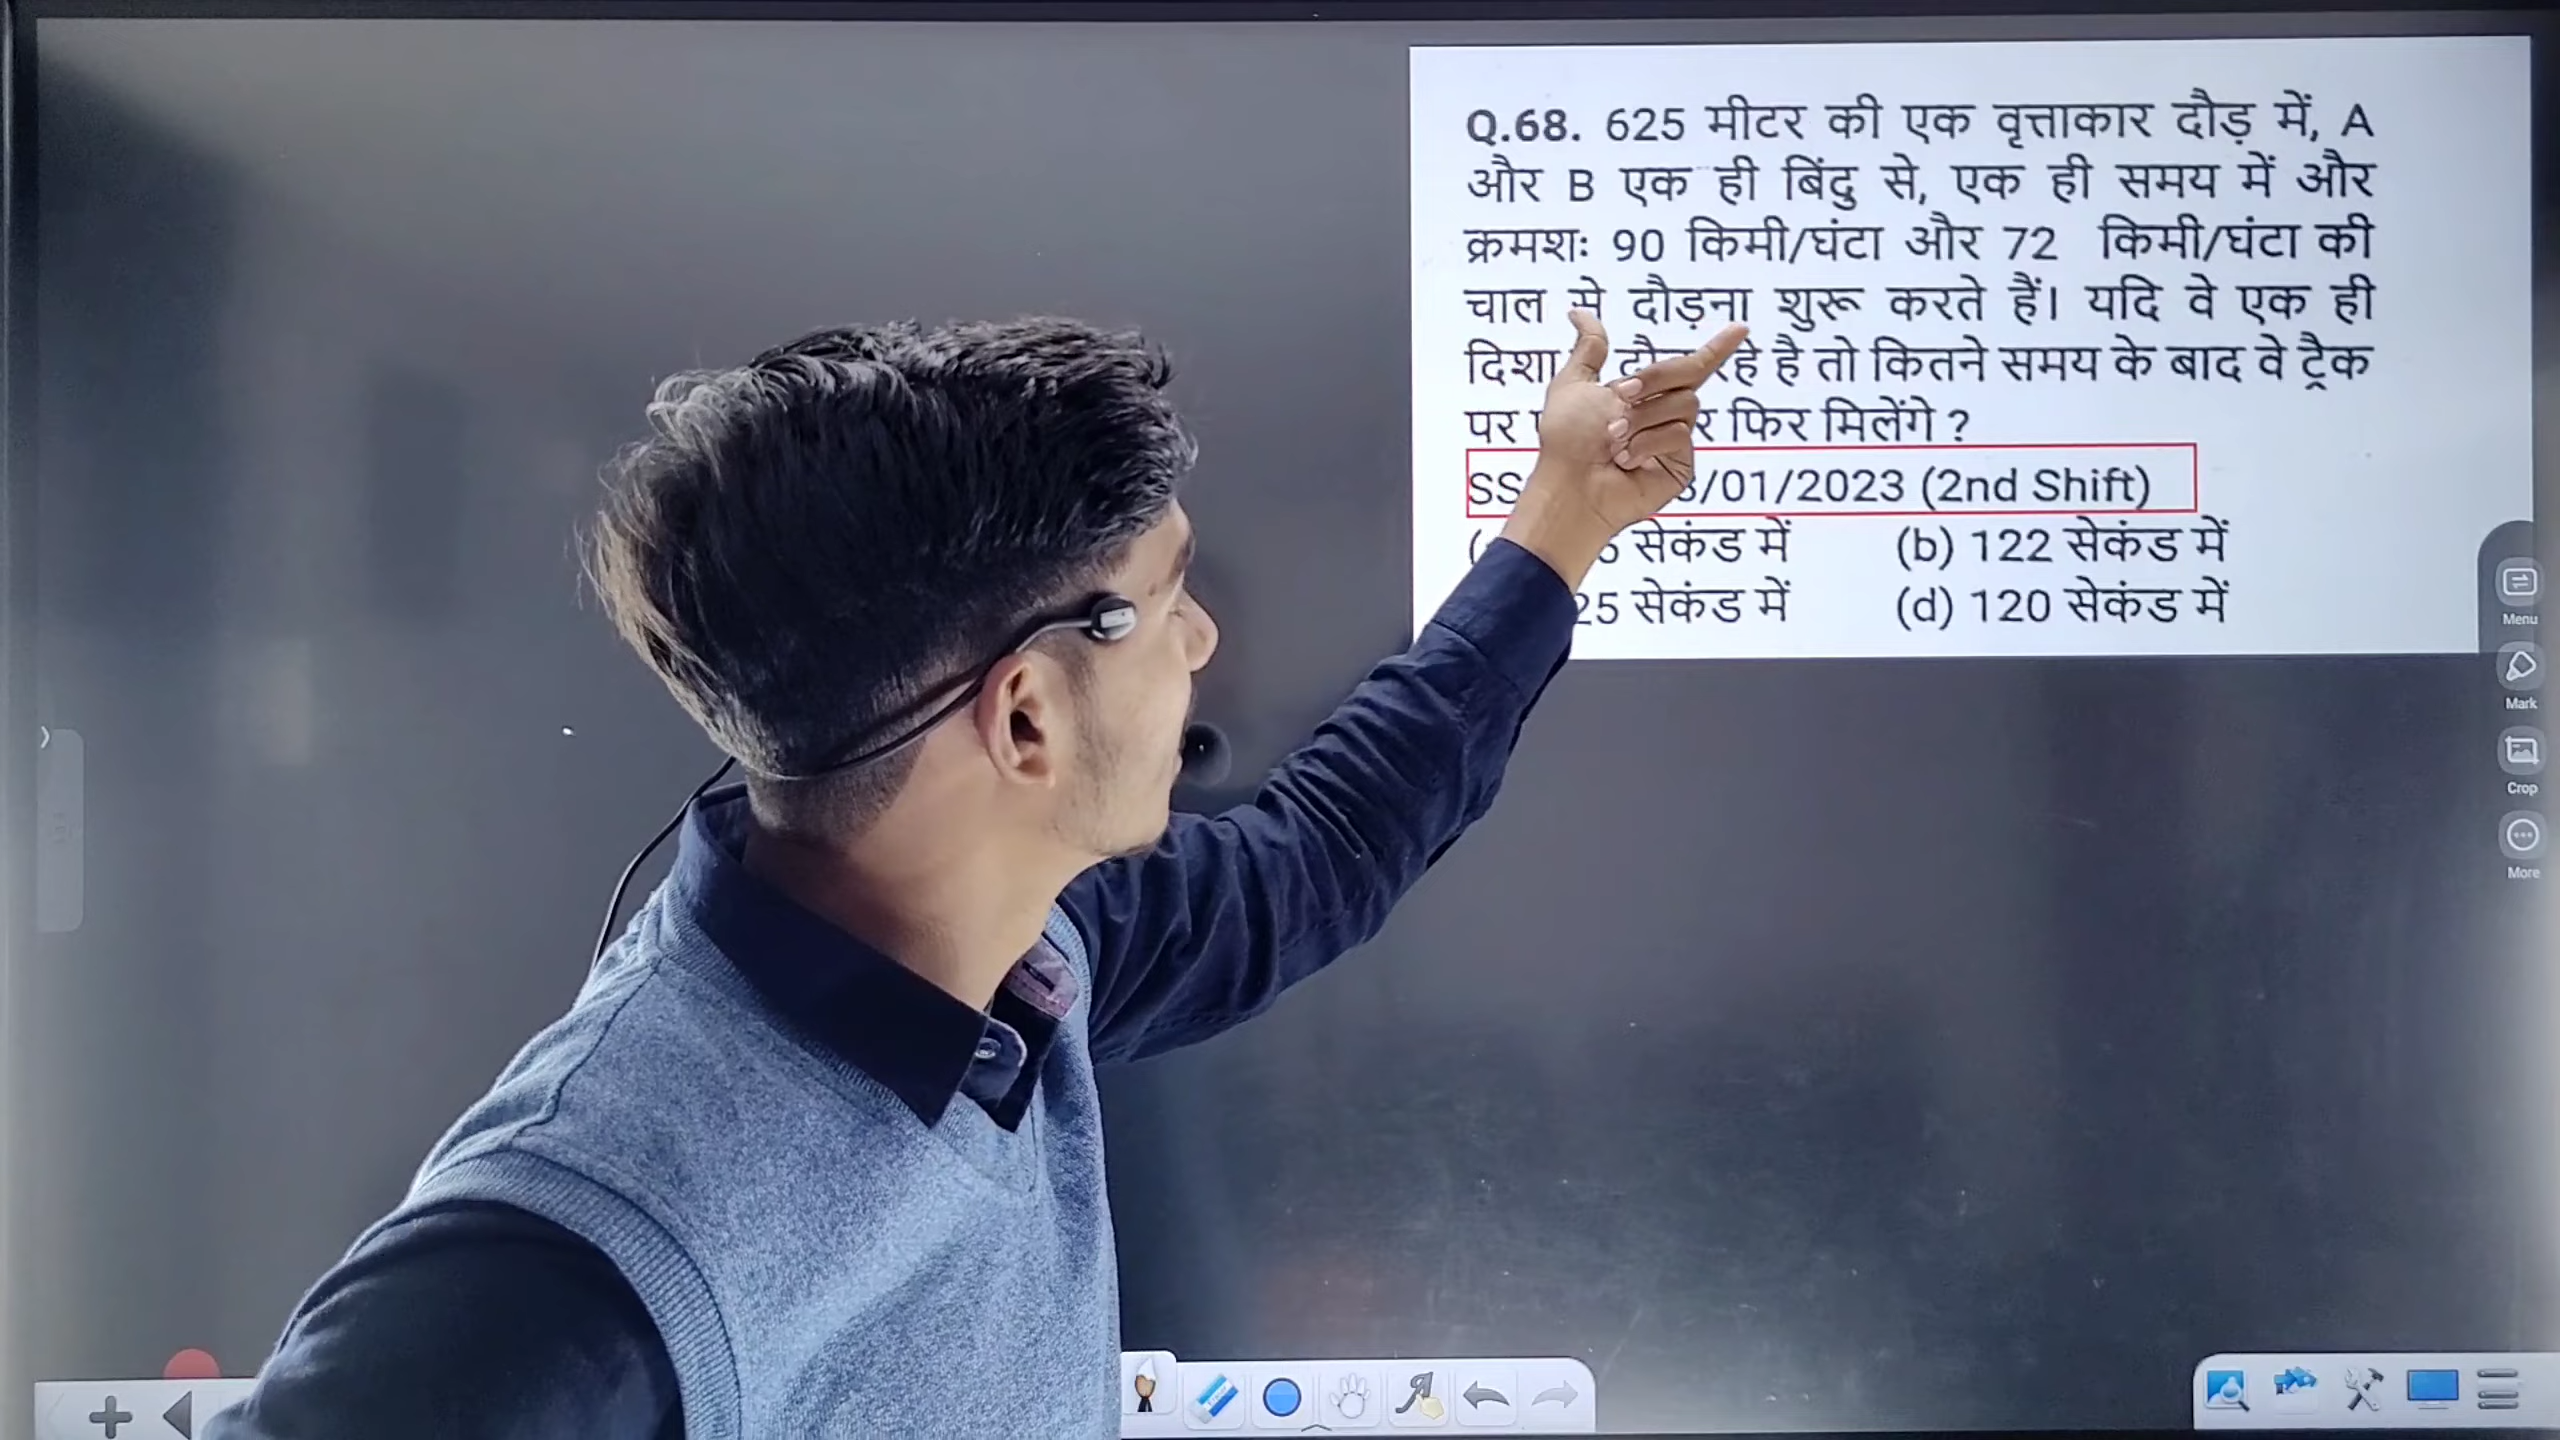 Q.68. 625 मीटर की एक वृत्ताकार दौड़ में, A
और B एक ही बिंदु से, एक ही समय में और
क्रमशः 90 किमी/घंटा और 72 किमी/घंटा की
चाल से दौड़ना शुरू करते हैं। यदि वे एक ही
दिशा रहे है तो कितने समय के बाद वे ट्रैक
पर फिर मिलेंगे ?
/01/2023 (2nd Shift)
सेकंड में (b) 122 सेकंड में
25 सेकंड में (d) 120 सेकंड में
Menu
Mark
Crop
More